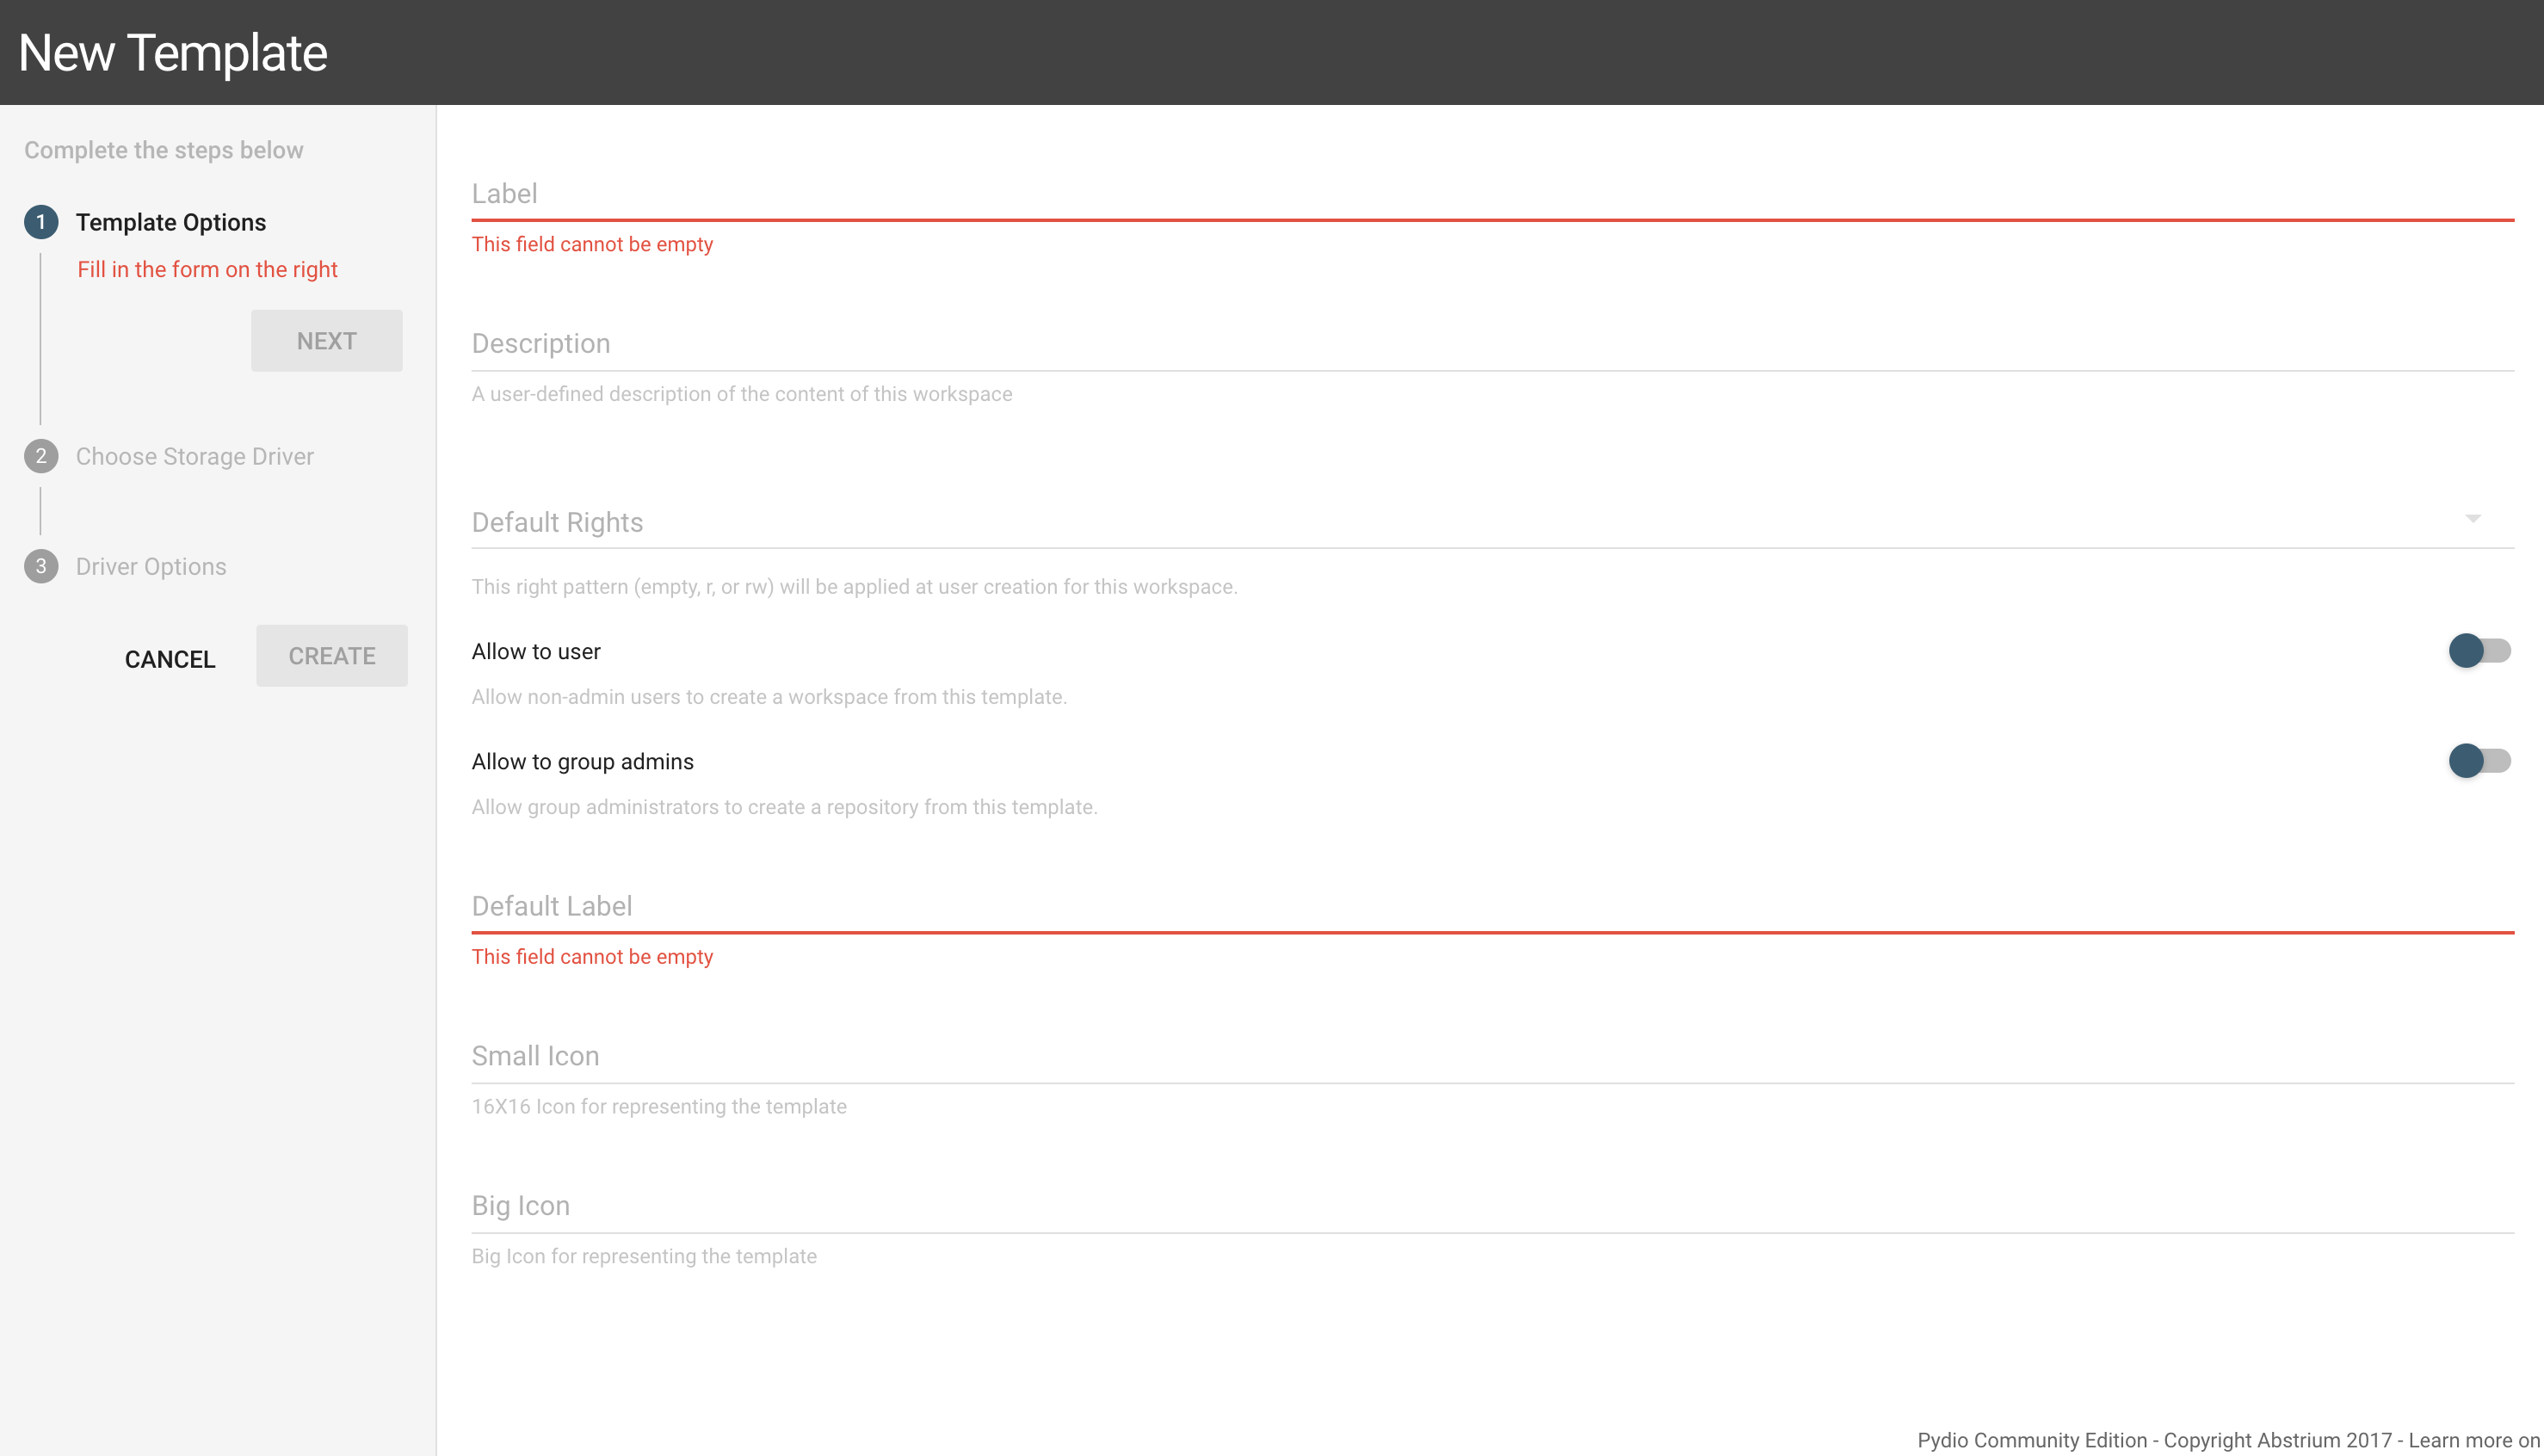 New Template
Complete the steps below
1 Template Options
Fill in the form on the right
NEXT
2 Choose Storage Driver
3 Driver Options
CANCEL CREATE
Label
This field cannot be empty
Description
A user-defined description of the content of this workspace
Default Rights
This right pattern (empty, r, or rw) will be applied at user creation for this workspace.
Allow to user
Allow non-admin users to create a workspace from this template.
Allow to group admins
Allow group administrators to create a repository from this template.
Default Label
This field cannot be empty
Small Icon
16X16 Icon for representing the template
Big Icon
Big Icon for representing the template
Pydio Community Edition - Copyright Abstrium 2017 - Learn more on